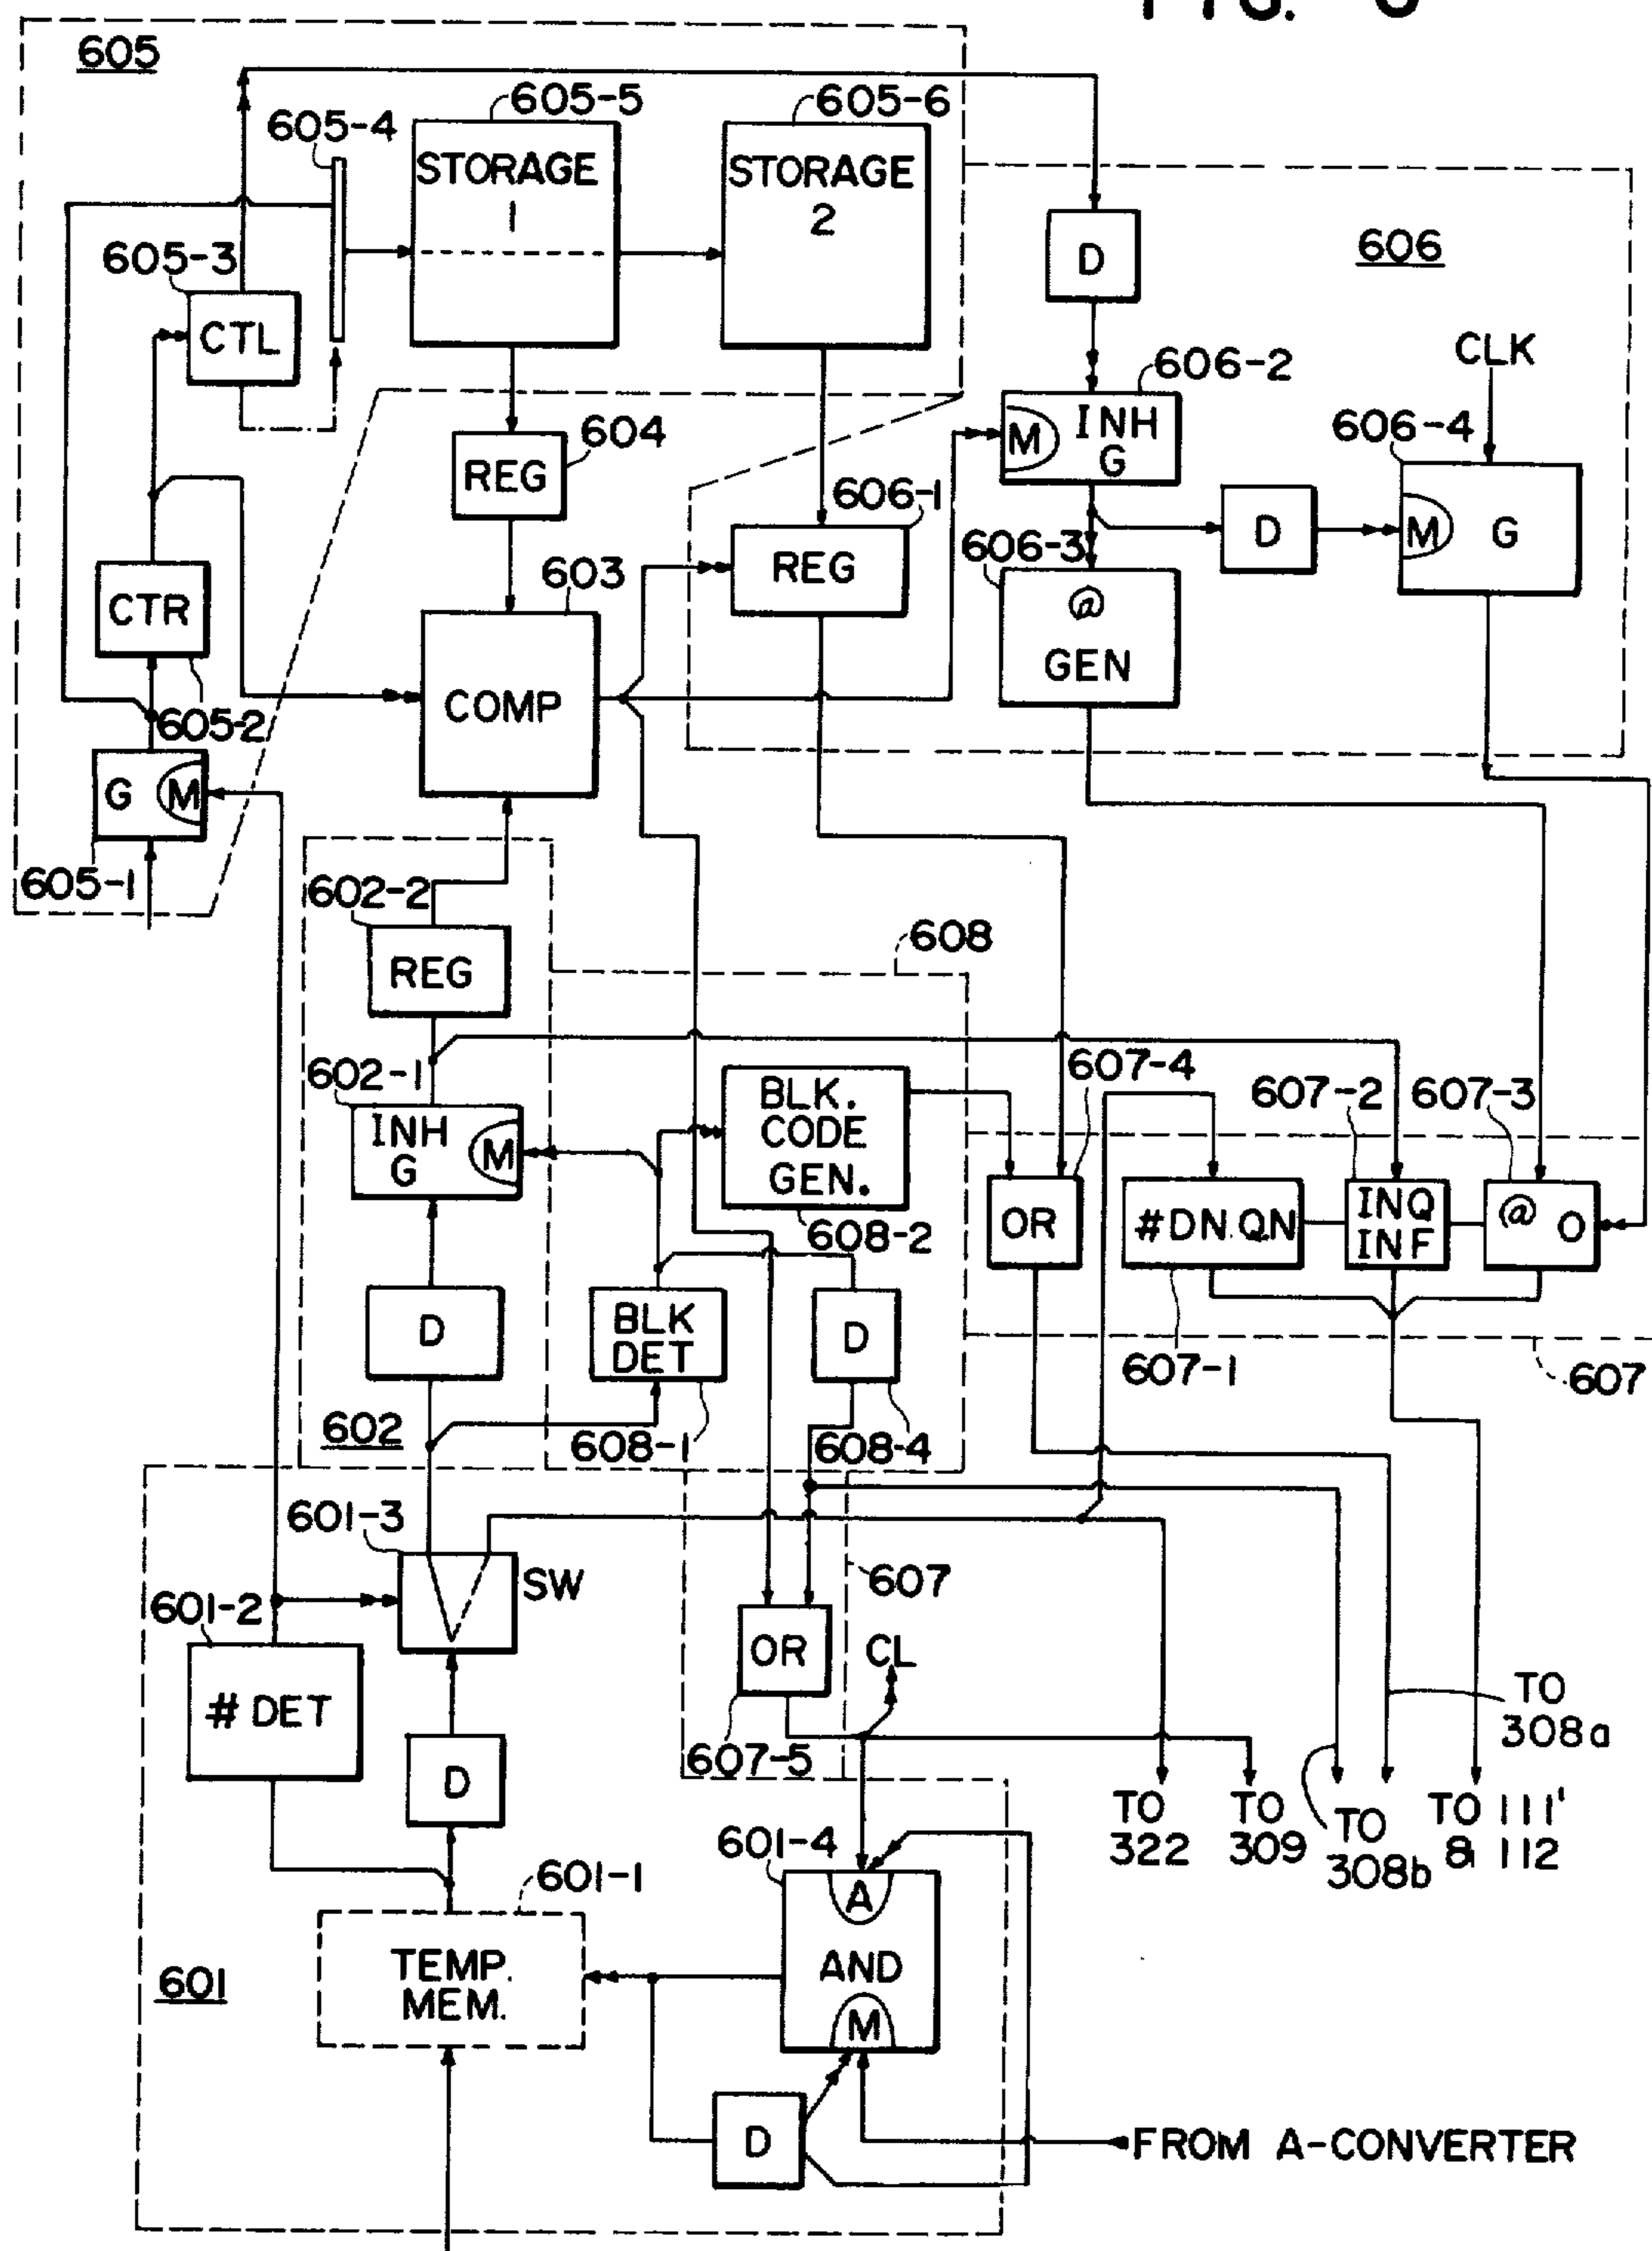 FIG. 6
605
605-5
605-6
605-4
STORAGE
1
STORAGE
2
605-3
CTL
D
606
CLK
606-2
INH
G
M
606-4
604
REG
606-1
REG
D
M
G
606-3
@
GEN
603
COMP
CTR
605-2
G
M
605-1
602-2
REG
608
602-1
INH
G
M
BLK.
CODE
GEN.
608-2
607-4
607-2
607-3
OR
#DN.QN
INQ
INF
@ O
D
BLK
DET
D
607-1
607
602
608-1
608-4
601-3
SW
607
601-2
# DET
OR
CL
607-5
D
TO
308a
TO
322
TO
309
TO
308b
TO 111'
& 112
601-4
A
AND
M
601-1
TEMP.
MEM.
601
D
FROM A-CONVERTER